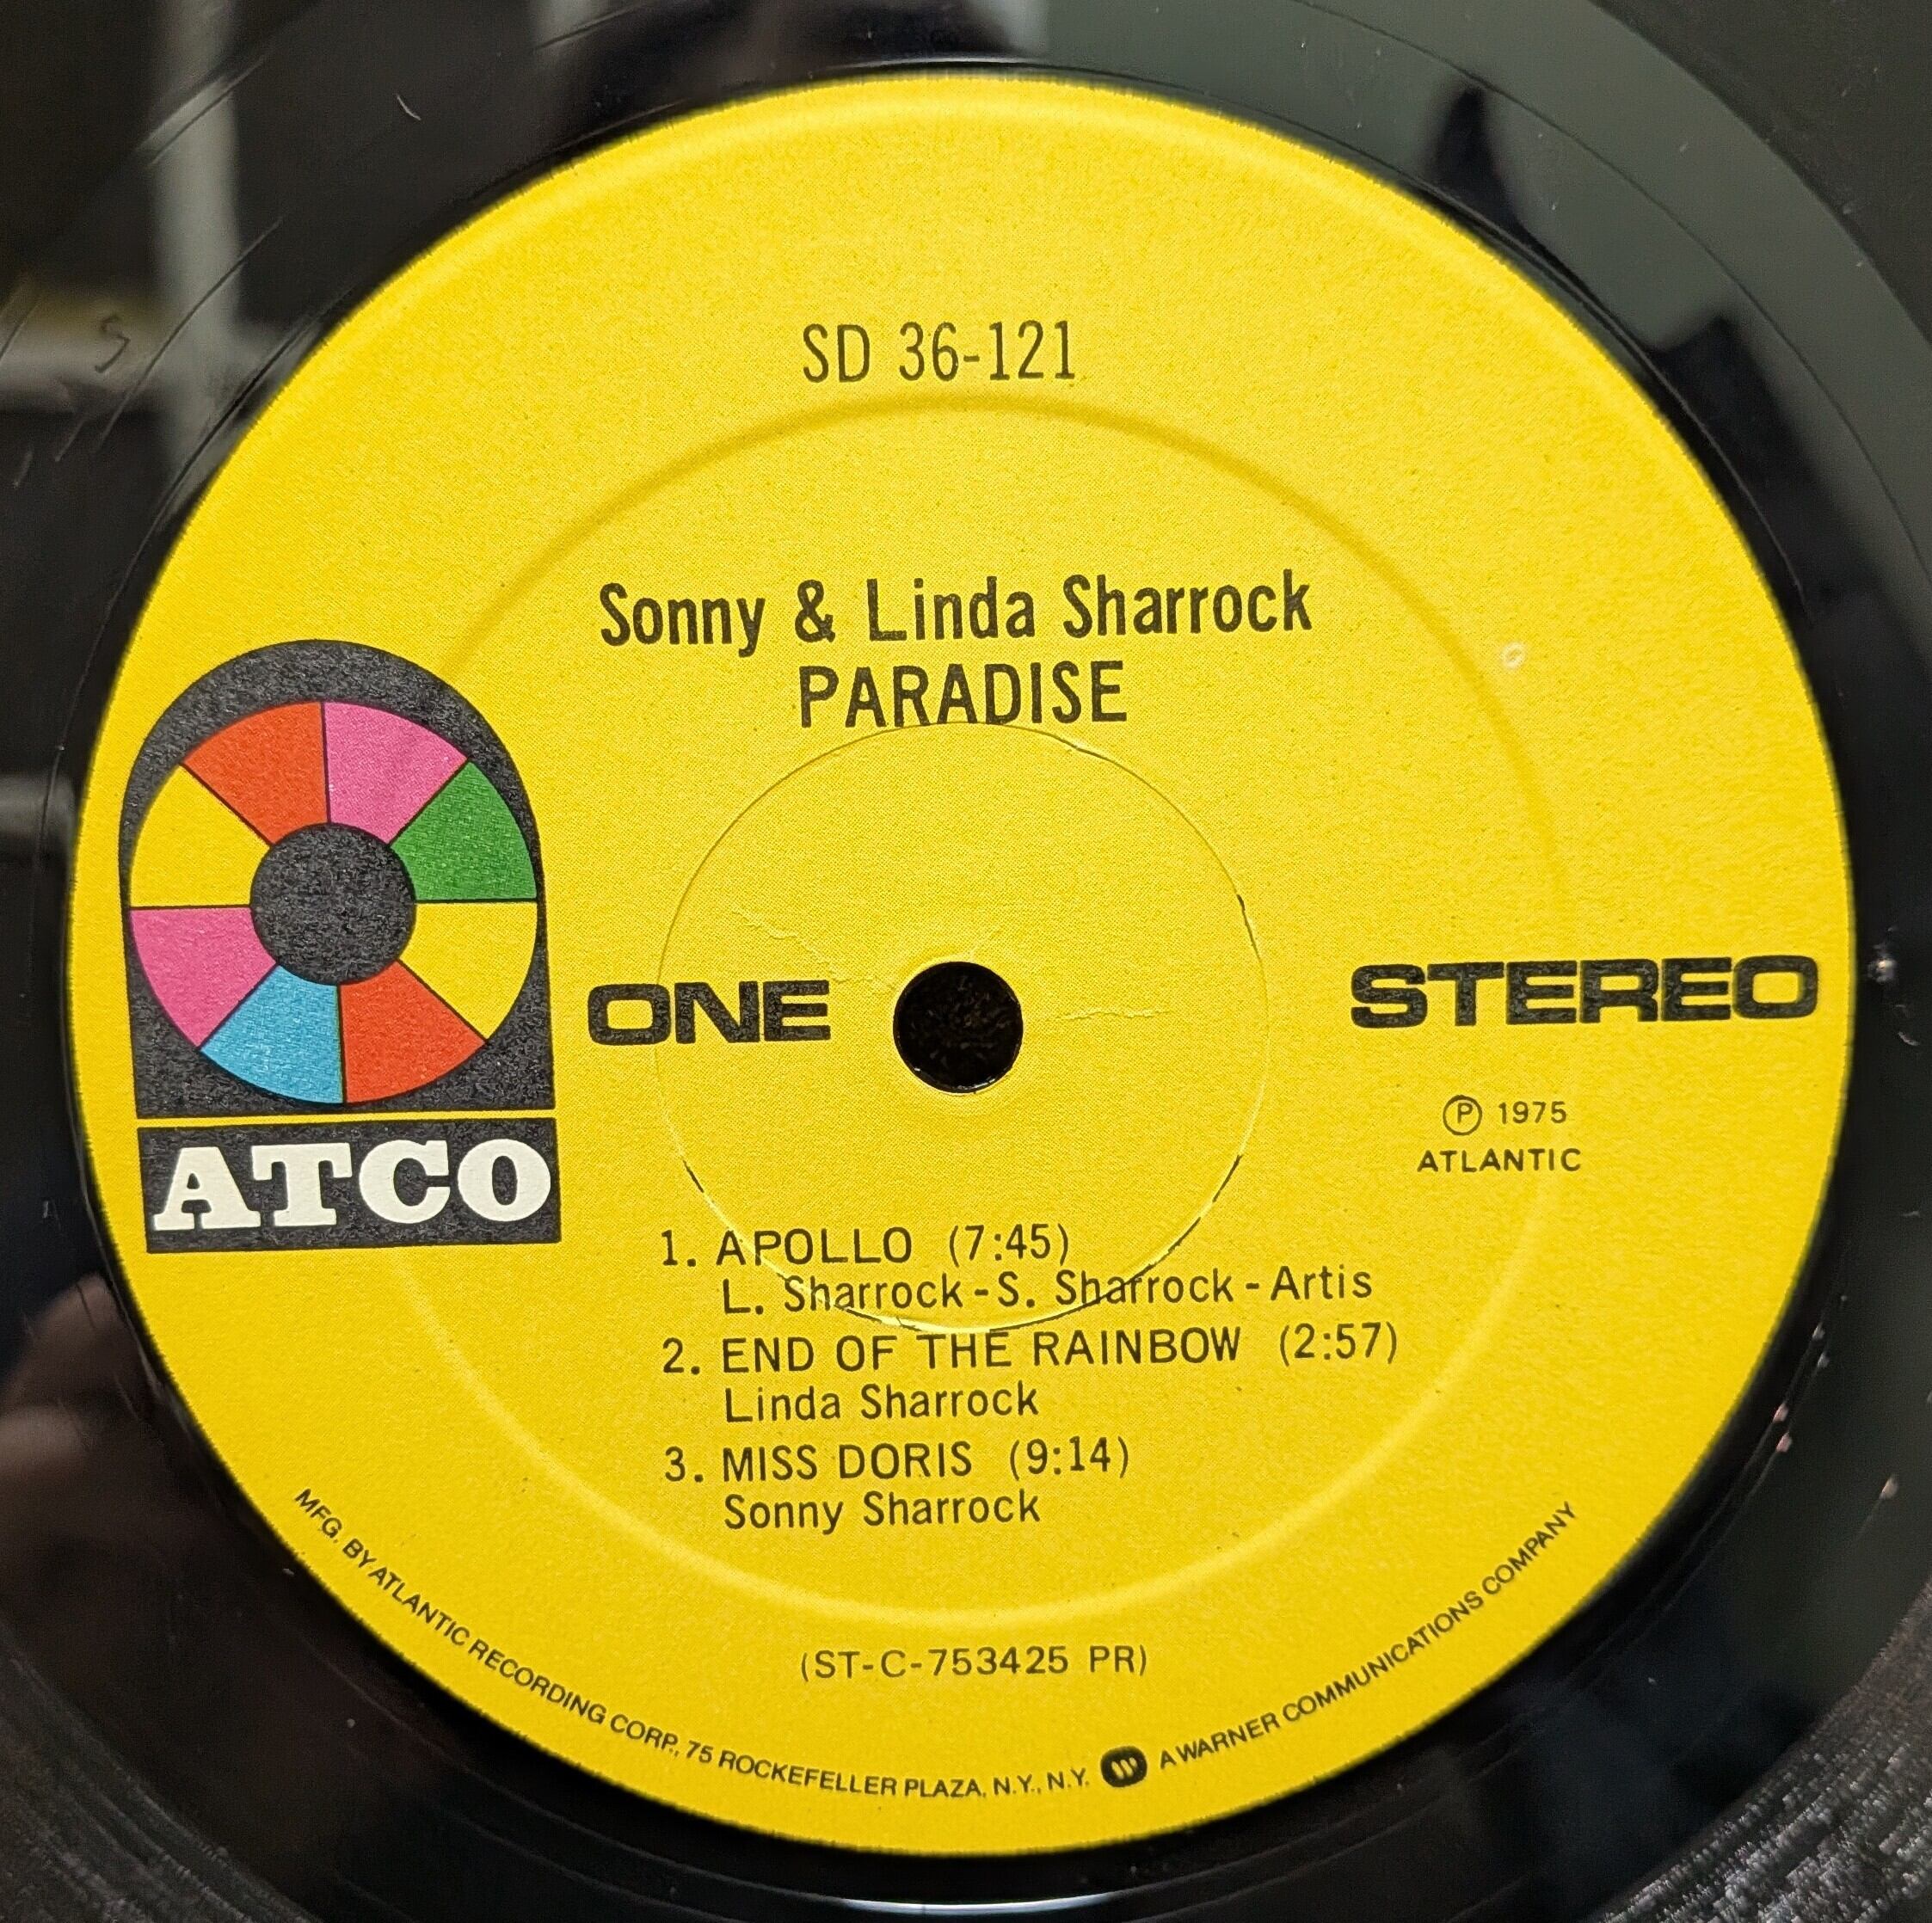 SD 36-121
Sonny & Linda Sharrock
PARADISE
ATCO
ONE
STEREO
Ⓟ 1975
ATLANTIC
1. APOLLO (7:45)
L. Sharrock-S. Sharrock-Artis
2. END OF THE RAINBOW (2:57)
Linda Sharrock
3. MISS DORIS (9:14)
Sonny Sharrock
(ST-C-753425 PR)
MFG. BY ATLANTIC RECORDING CORP., 75 ROCKEFELLER PLAZA, N.Y., N.Y. W A WARNER COMMUNICATIONS COMPANY